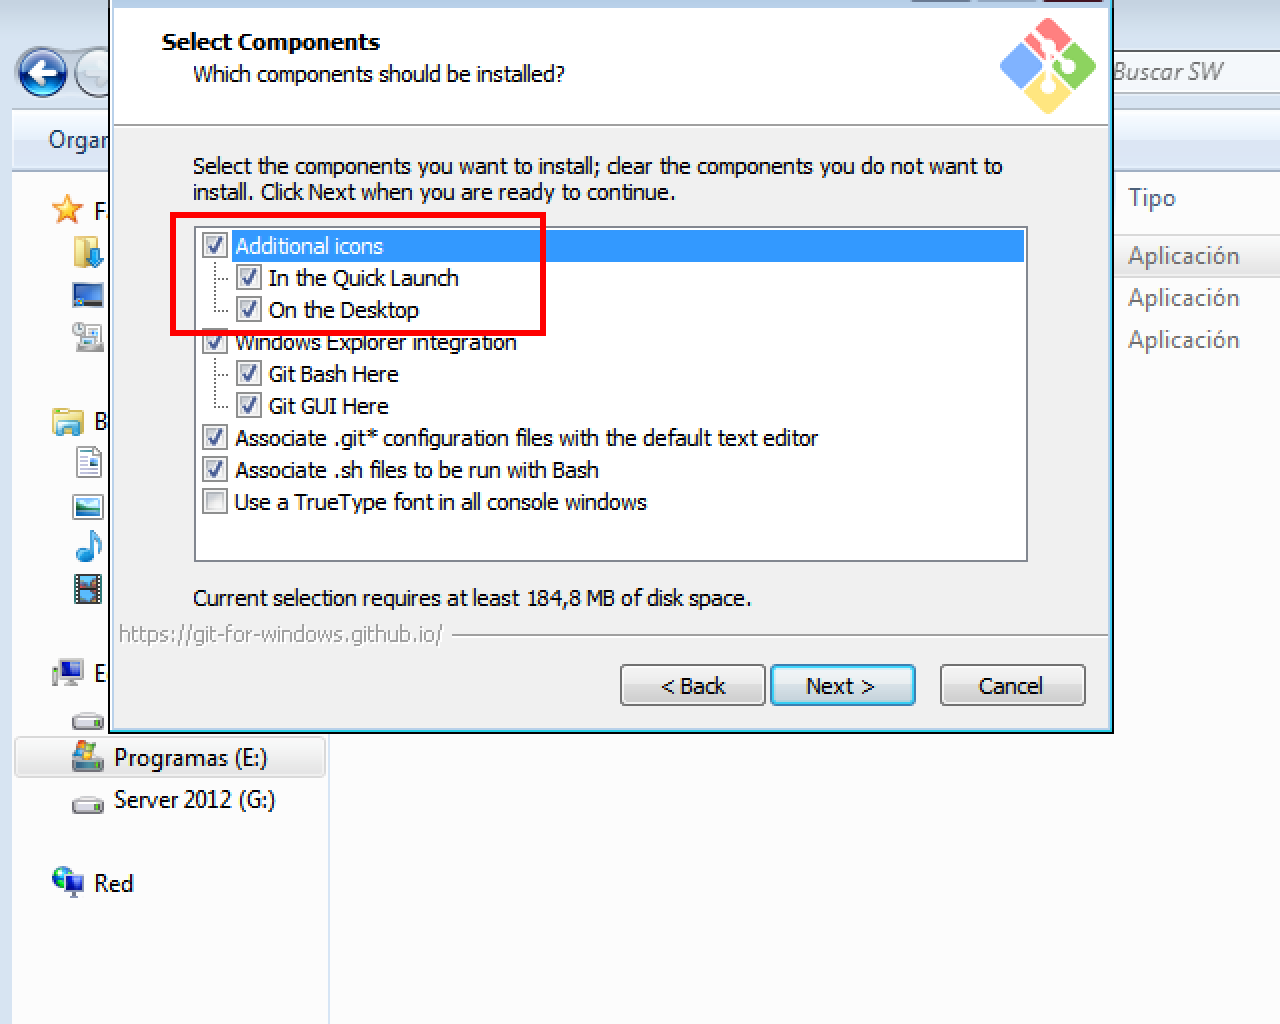 Select Components
Which components should be installed?
Buscar SW
Select the components you want to install; clear the components you do not want to
install. Click Next when you are ready to continue.
Tipo
Additional icons
Aplicación
In the Quick Launch
Aplicación
On the Desktop
Windows Explorer integration
Aplicación
Git Bash Here
Git GUI Here
Associate .git* configuration files with the default text editor
Associate .sh files to be run with Bash
Use a TrueType font in all console windows
Current selection requires at least 184,8 MB of disk space.
https://git-for-windows.github.io/
< Back
Next >
Cancel
Programas (E:)
Server 2012 (G:)
Red